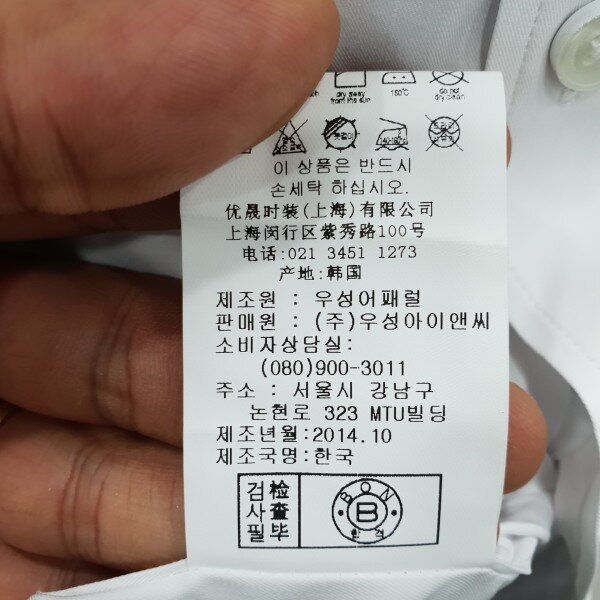 dry away
from the sun
150℃
do not
dry clean
이 상품은 반드시
손세탁 하십시오.
优晟时装(上海)有限公司
上海闵行区紫秀路100号
电话:021 3451 1273
产地:韩国
제조원 : 우성어패럴
판매원 : (주)우성아이앤씨
소비자상담실:
(080)900-3011
주소 : 서울시 강남구
논현로 323 MTU빌딩
제조년월:2014.10
제조국명:한국
검사필
检查毕
BON
B